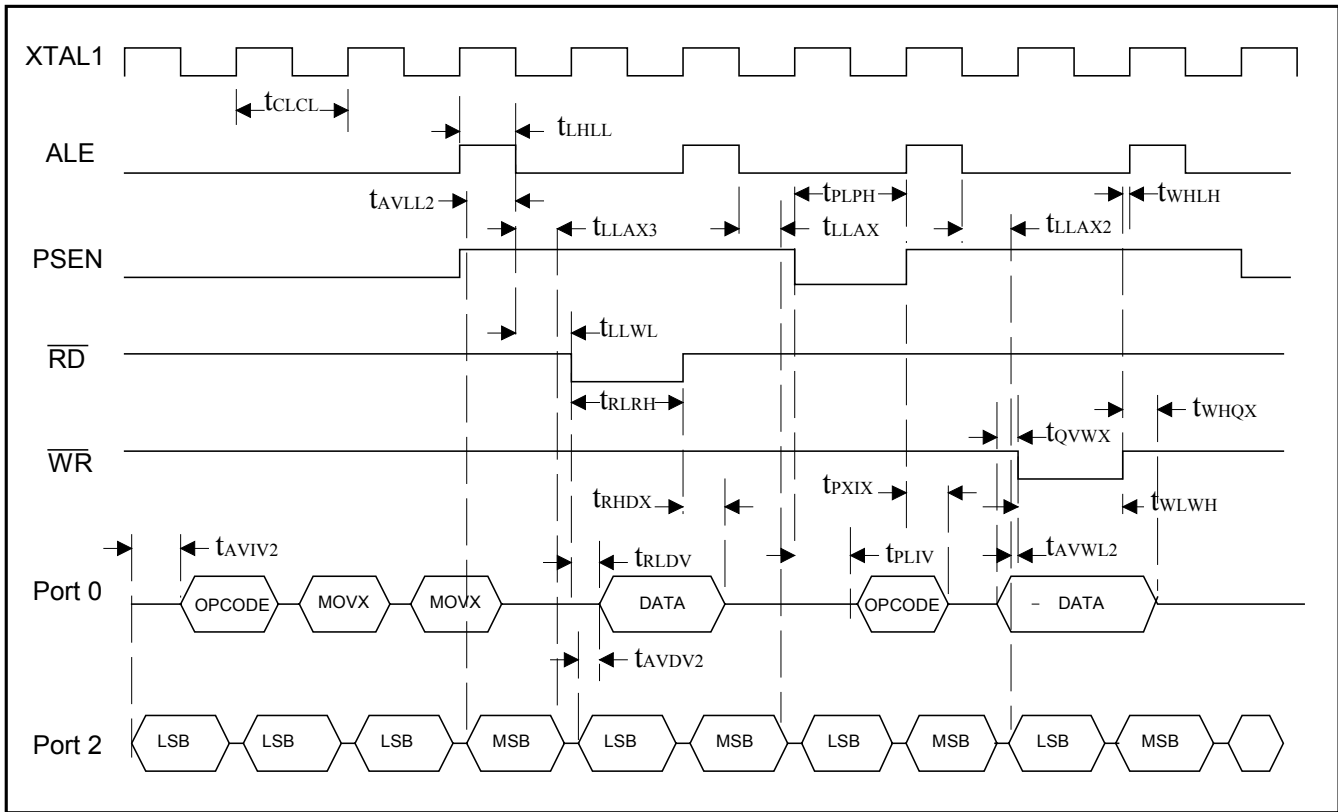 XTAL1
tCLCL
tLHLL
ALE
tAVLL2
tPLPH
tWHLH
tLLAX3
tLLAX
tLLAX2
PSEN
tLLWL
RD
tRLRH
tWHQX
tQVWX
WR
tRHDX
tPXIX
tWLWH
tAVIV2
tRLDV
tPLIV
tAVWL2
Port 0
OPCODE
MOVX
MOVX
DATA
OPCODE
DATA
tAVDV2
Port 2
LSB
LSB
LSB
MSB
LSB
MSB
LSB
MSB
LSB
MSB